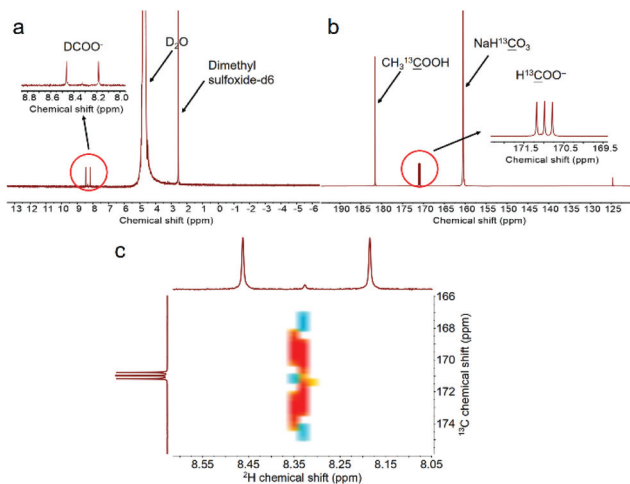 a
DCOO⁻
8.8 8.6 8.4 8.2 8.0
Chemical shift (ppm)
D₂O
Dimethyl
sulfoxide-d6
13 12 11 10 9 8 7 6 5 4 3 2 1 0 -1 -2 -3 -4 -5 -6
Chemical shift (ppm)
b
CH₃¹³COOH
NaH¹³CO₃
H¹³COO⁻
171.5 170.5 169.5
Chemical shift (ppm)
190 185 180 175 170 165 160 155 150 145 140 135 130 125
Chemical shift (ppm)
c
166
168
170
172
174
¹³C chemical shift (ppm)
8.55 8.45 8.35 8.25 8.15 8.05
²H chemical shift (ppm)